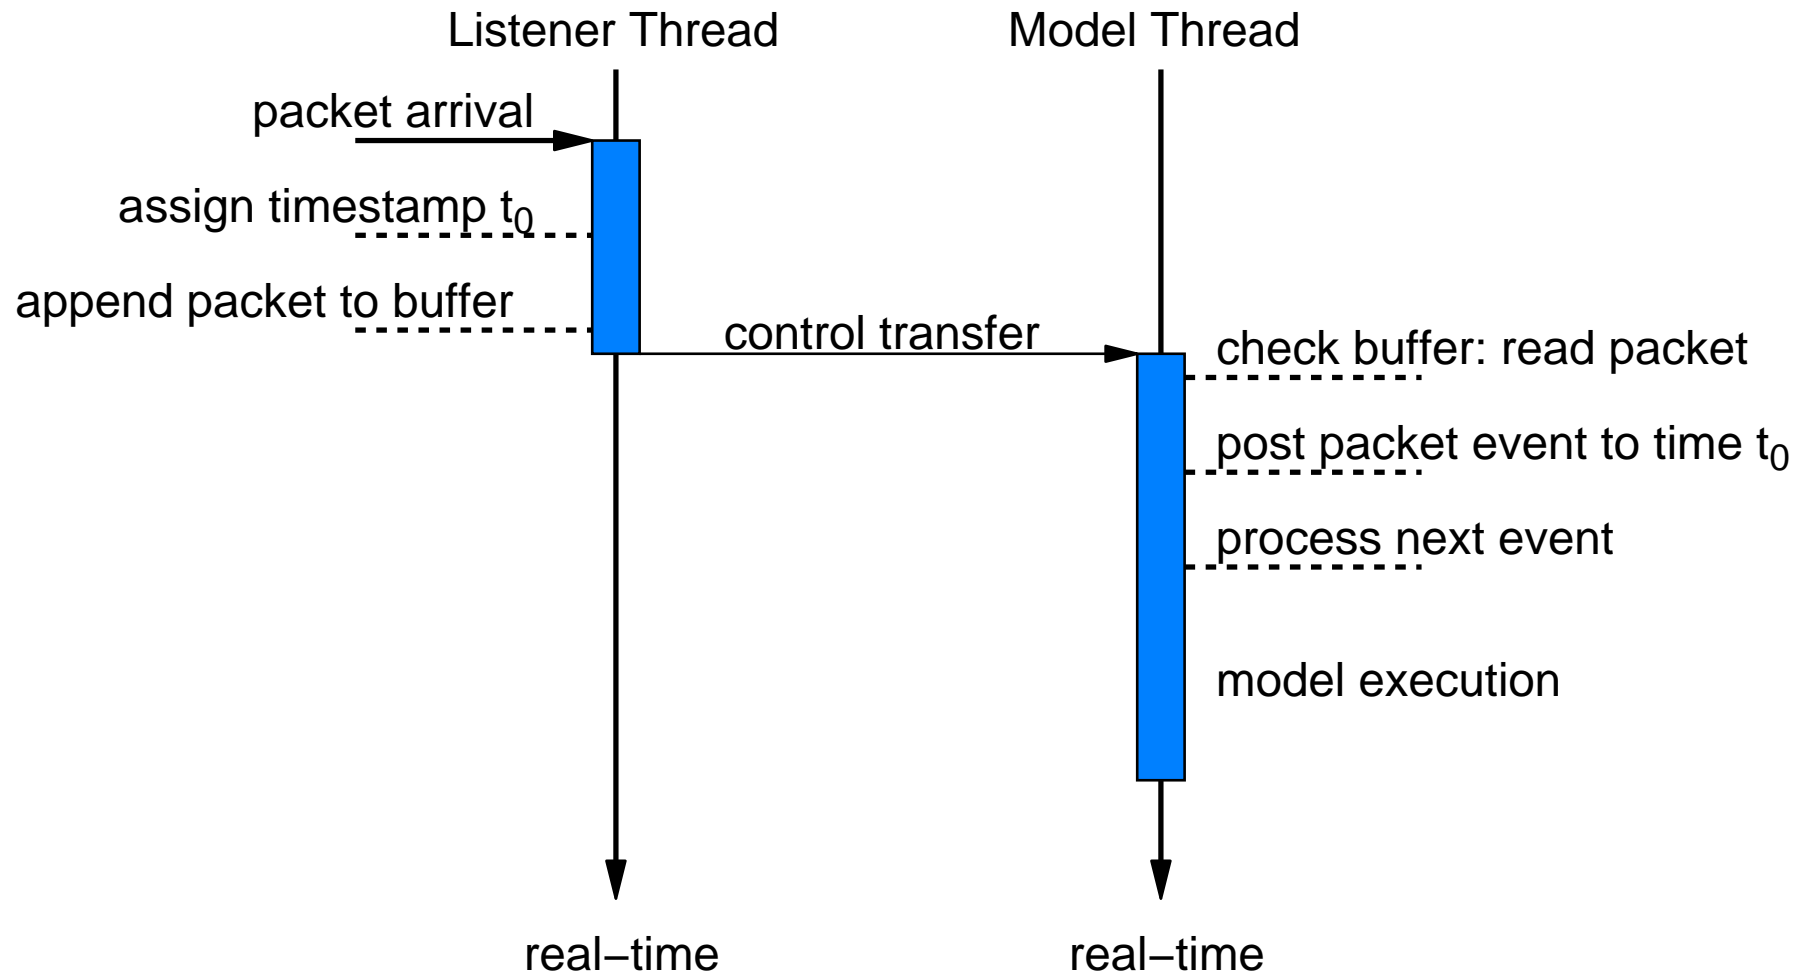 Listener Thread
Model Thread
packet arrival
assign timestamp t₀
append packet to buffer
control transfer
check buffer: read packet
post packet event to time t₀
process next event
model execution
real−time
real−time